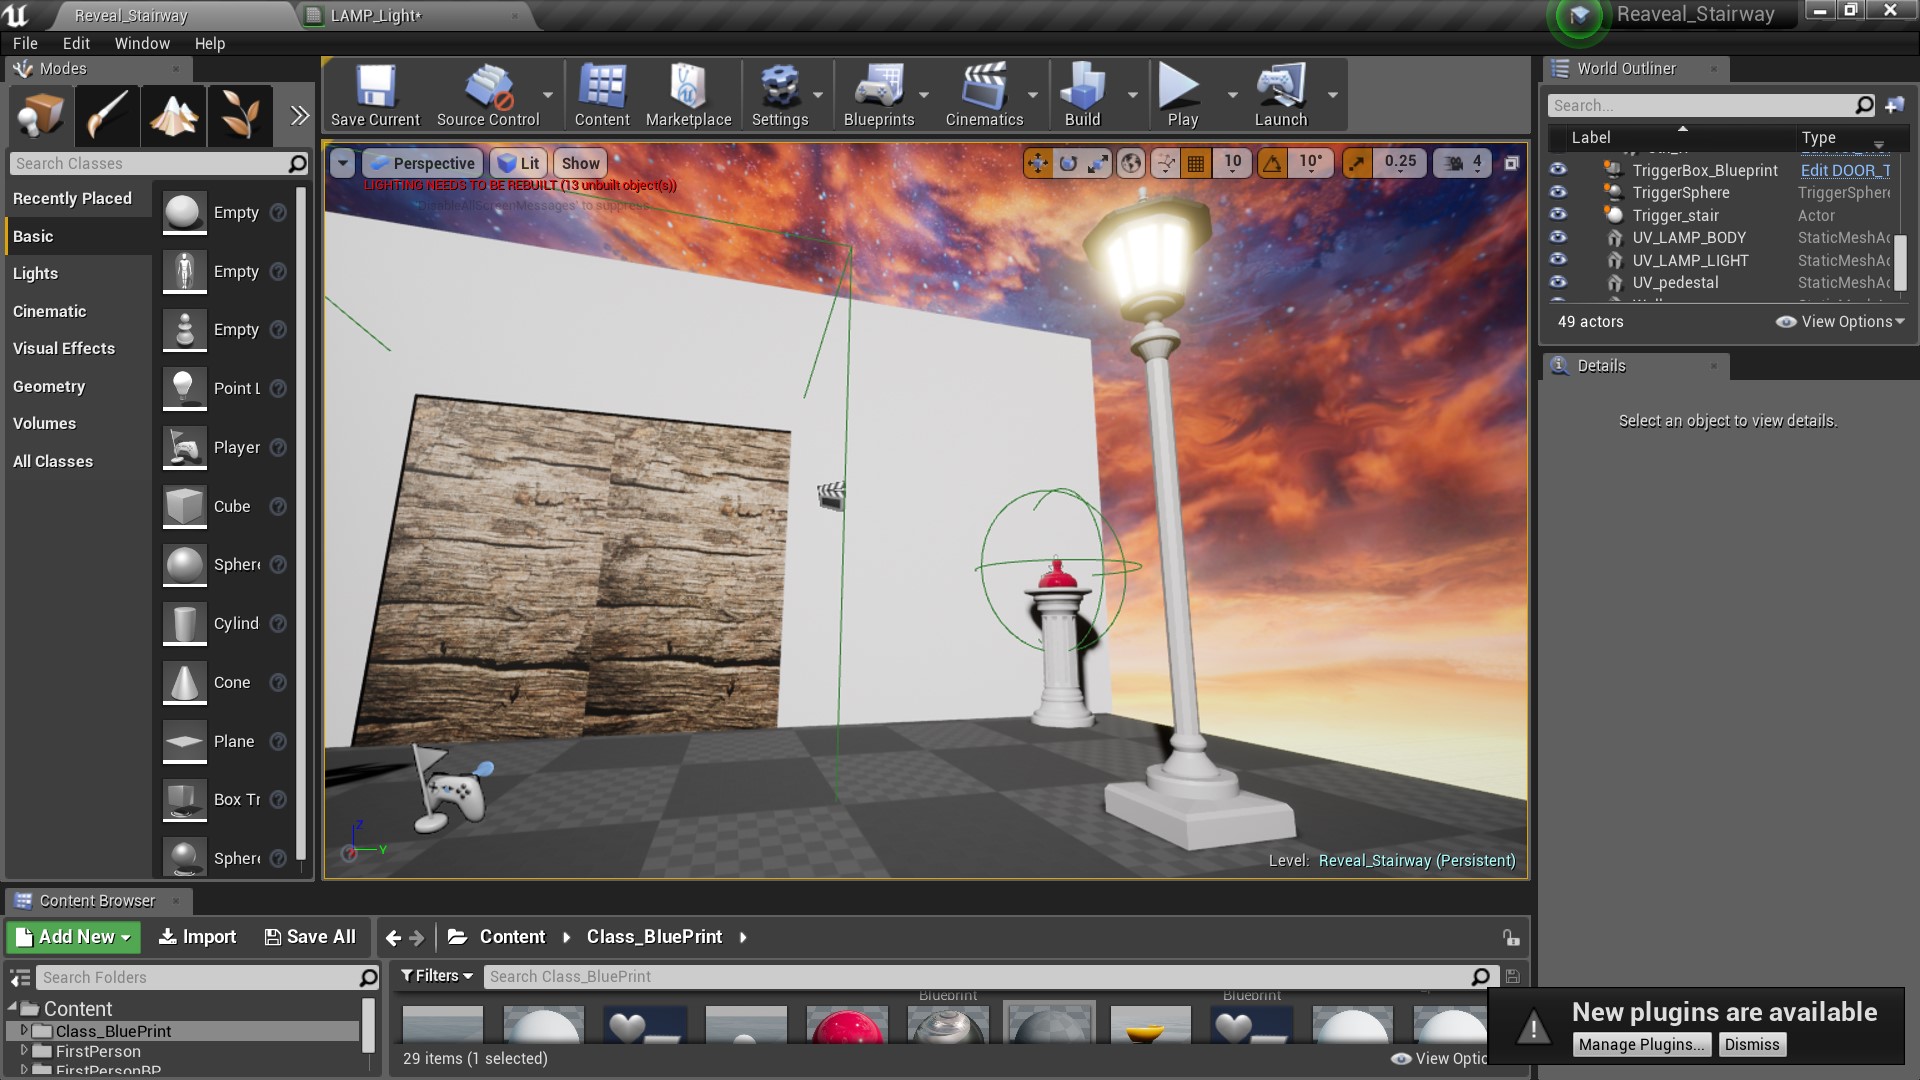 Reveal_Stairway
LAMP_Light*
Reaveal_Stairway
File Edit Window Help
Modes
Search Classes
Recently Placed
Basic
Lights
Cinematic
Visual Effects
Geometry
Volumes
All Classes
Empty
Empty
Empty
Point L
Player
Cube
Sphere
Cylind
Cone
Plane
Box Tr
Sphere
Save Current
Source Control
Content
Marketplace
Settings
Blueprints
Cinematics
Build
Play
Launch
Perspective
Lit
Show
10
10°
0.25
4
LIGHTING NEEDS TO BE REBUILT (13 unbuilt object(s))
'DisableAllScreenMessages' to suppress
Z
Y
Level: Reveal_Stairway (Persistent)
World Outliner
Search...
Label Type
TriggerBox_Blueprint Edit DOOR_T
TriggerSphere TriggerSphere
Trigger_stair Actor
UV_LAMP_BODY StaticMeshAc
UV_LAMP_LIGHT StaticMeshAc
UV_pedestal StaticMeshAc
49 actors
View Options
Details
Select an object to view details.
Content Browser
Add New
Import
Save All
Content
Class_BluePrint
Search Folders
Filters
Search Class_BluePrint
Content
Class_BluePrint
FirstPerson
FirstPersonBP
Blueprint
Blueprint
29 items (1 selected)
View Optio
New plugins are available
Manage Plugins...
Dismiss